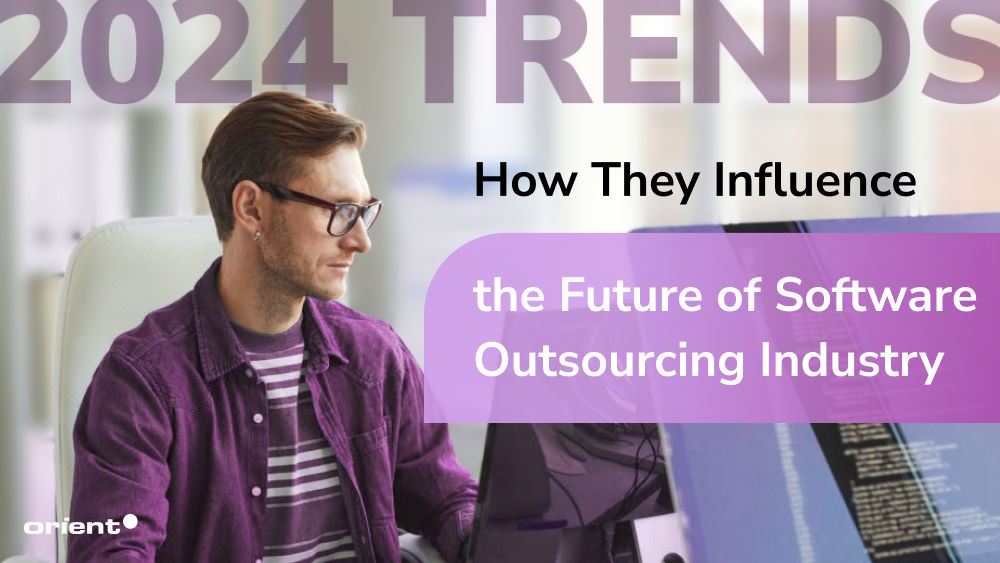 2024 TRENDS
How They Influence
the Future of Software
Outsourcing Industry
orient